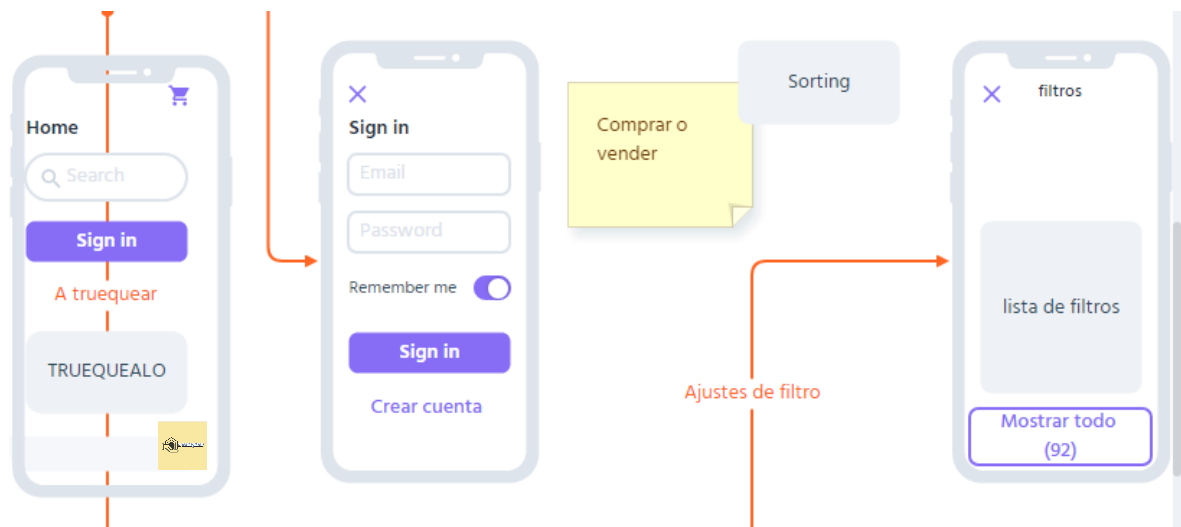 Home
Search
Sign in
A truequear
TRUEQUEALO
Sign in
Email
Password
Remember me
Sign in
Crear cuenta
Comprar o
vender
Sorting
Ajustes de filtro
filtros
lista de filtros
Mostrar todo
(92)